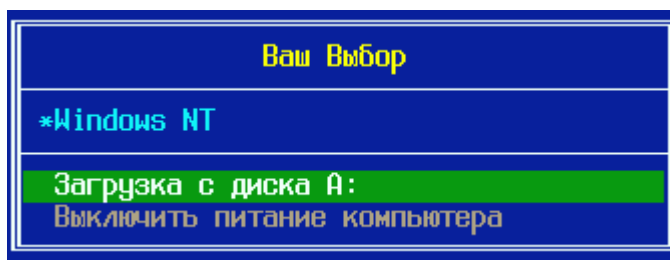 Ваш Выбор
*Windows NT
Загрузка с диска A:
Выключить питание компьютера